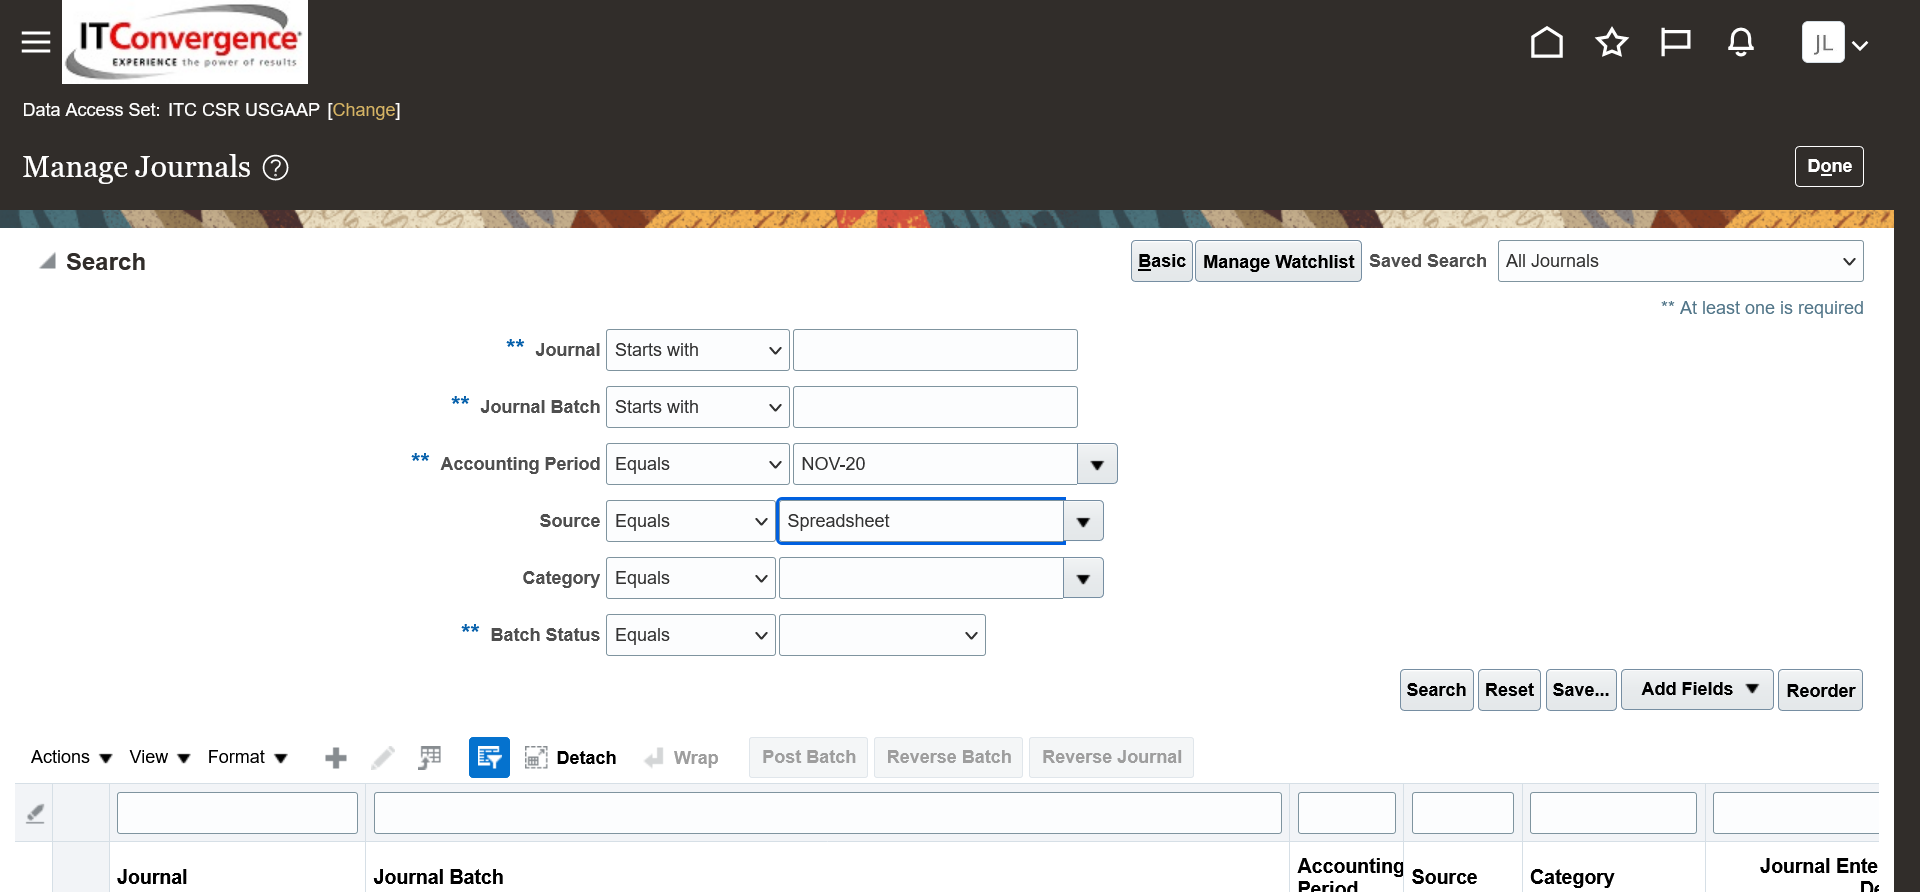 ITConvergence
EXPERIENCE the power of results
JL
Data Access Set: ITC CSR USGAAP [Change]
Manage Journals ?
Done
Search
Basic Manage Watchlist Saved Search All Journals
** At least one is required
** Journal Starts with
** Journal Batch Starts with
** Accounting Period Equals NOV-20
Source Equals Spreadsheet
Category Equals
** Batch Status Equals
Search Reset Save... Add Fields Reorder
Actions View Format Detach Wrap Post Batch Reverse Batch Reverse Journal
Journal Journal Batch Accounting Period Source Category Journal Ente